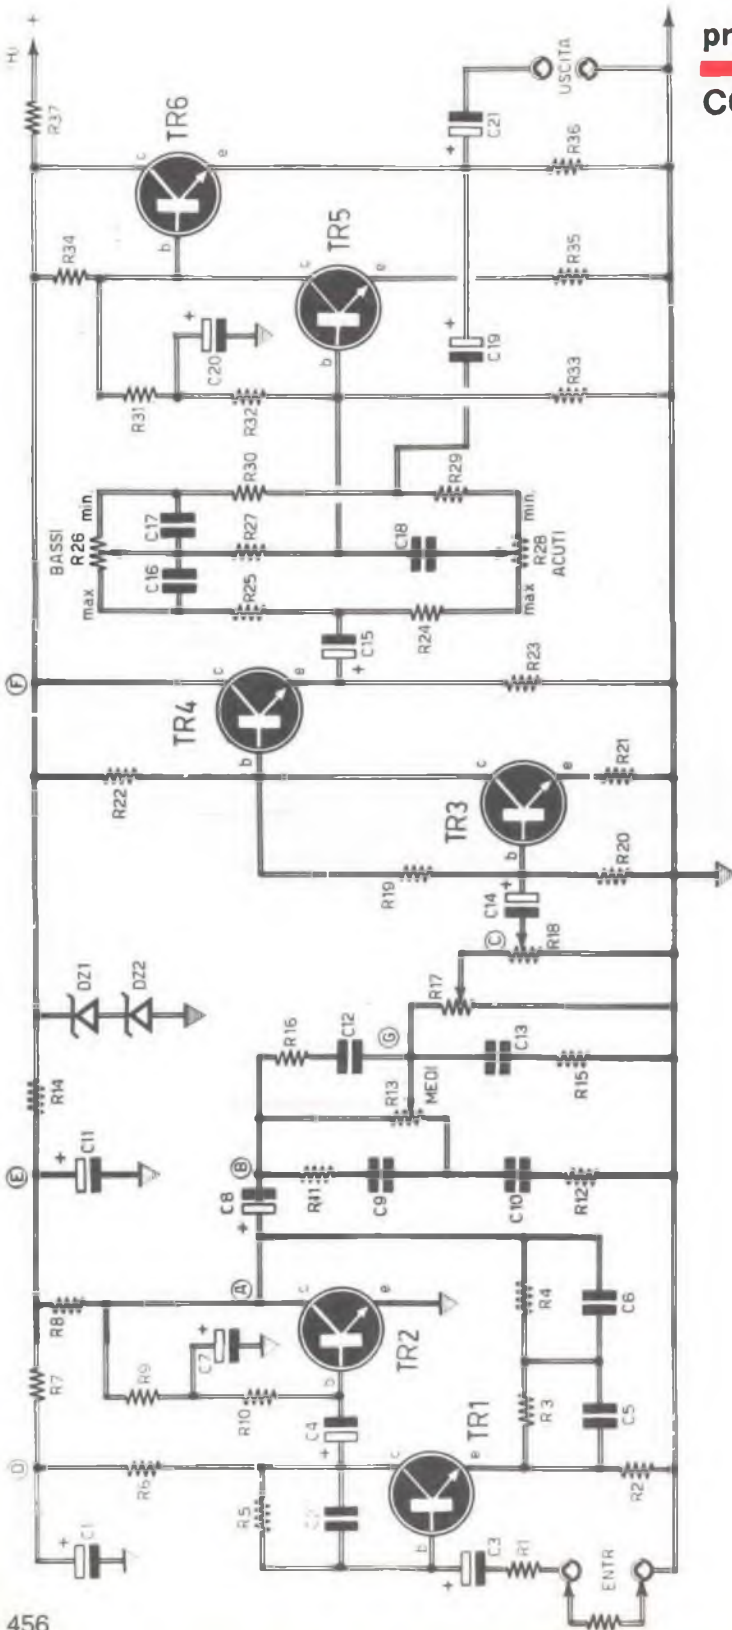 456
pr
CO
+
R37
TR6
c
e
b
C21
+
USCITA
R36
R34
TR5
c
e
b
R35
R31
+
C20
R32
+
C19
R33
BASSI
R26
min.
max
C17
C16
R30
R27
R25
C18
R29
min.
R28
ACUTI
max
R24
C15
+
F
TR4
c
e
b
R23
R22
TR3
c
e
b
R21
R19
R20
C14
+
C
R18
R17
DZ1
DZ2
R14
R16
C12
G
R13
MEDI
C13
R15
E
+
C11
B
C8
+
R11
C9
C10
R12
A
R8
R7
R9
+
C7
R10
TR2
c
e
b
R4
C6
R3
C5
C4
+
D
R6
R5
TR1
c
e
b
R2
+
C1
C3
+
R1
ENTR